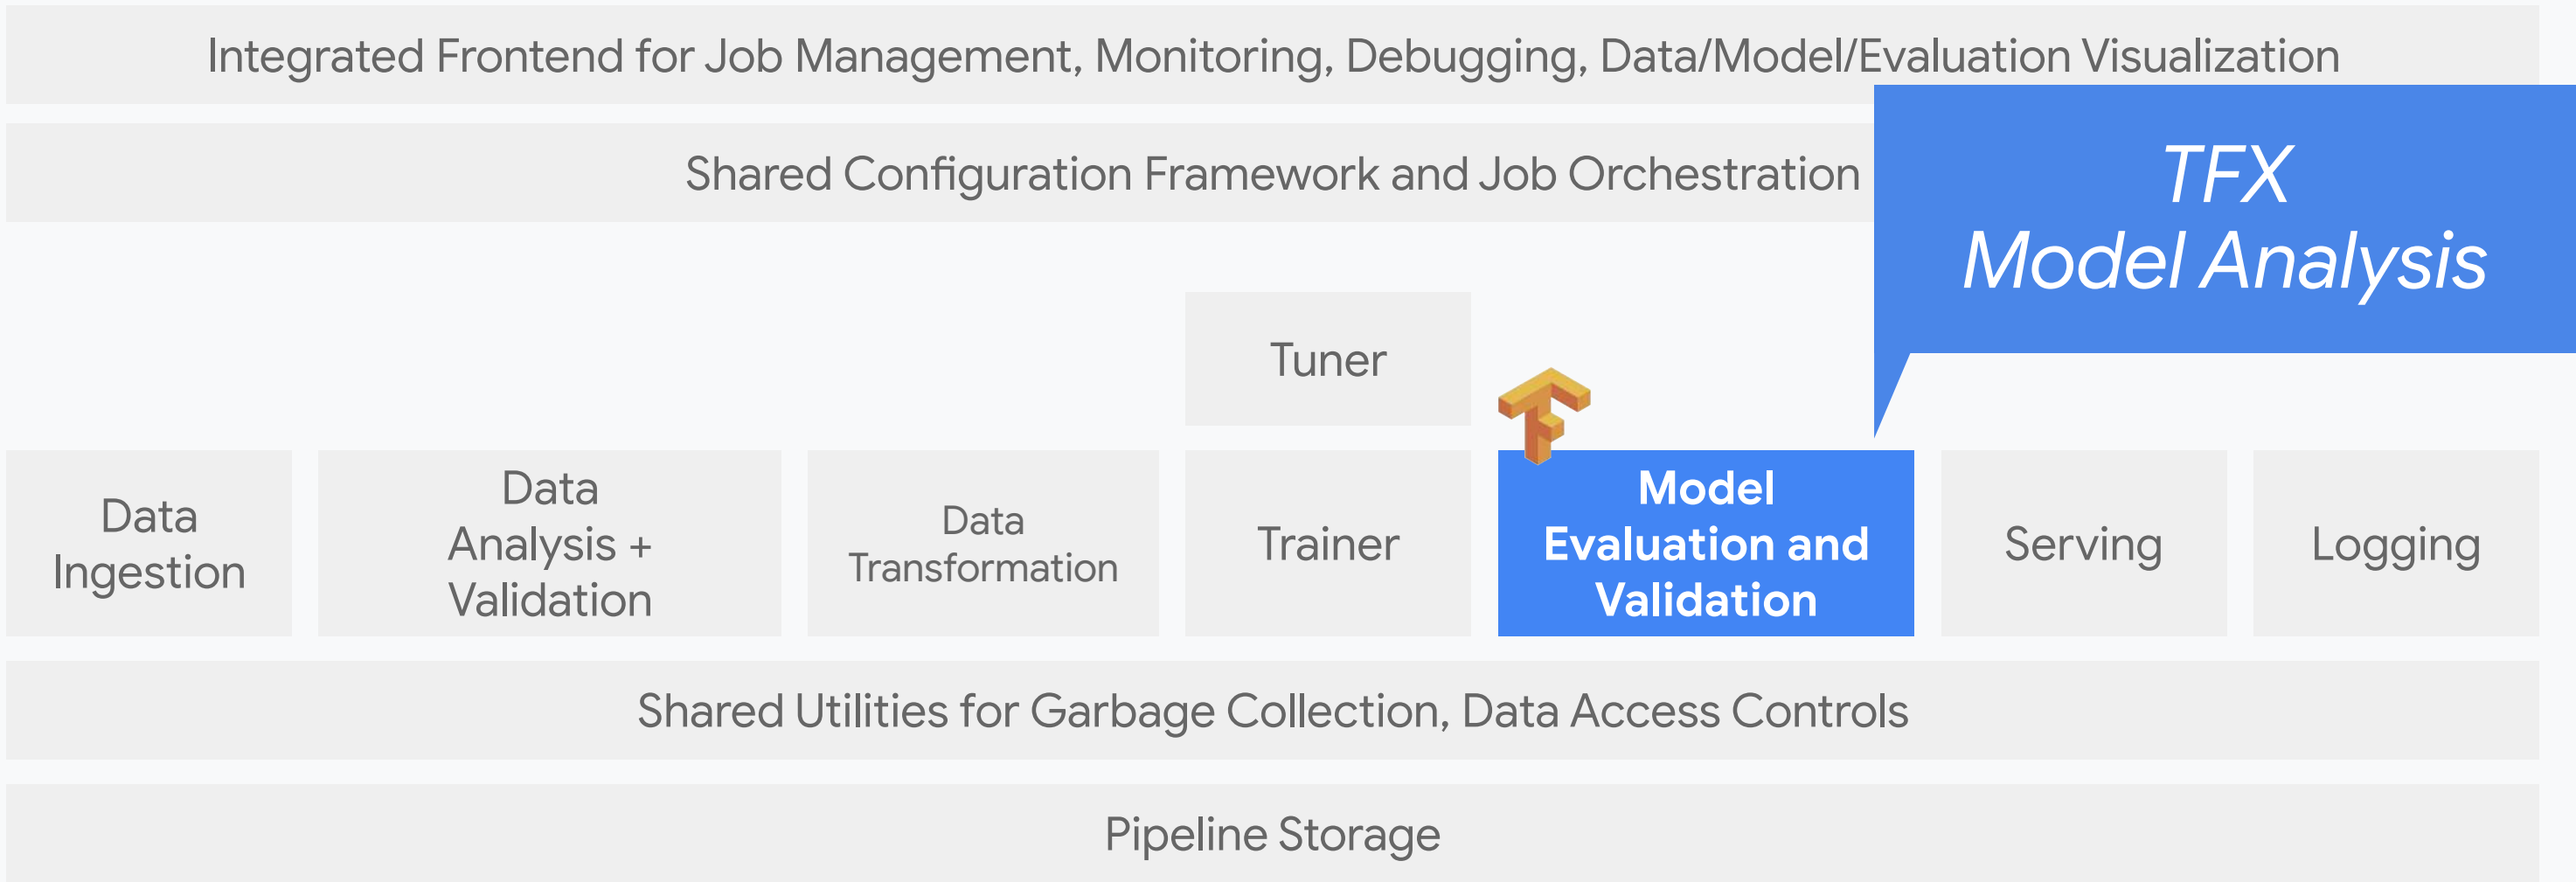 Integrated Frontend for Job Management, Monitoring, Debugging, Data/Model/Evaluation Visualization
Shared Configuration Framework and Job Orchestration
TFX
Model Analysis
Tuner
Data
Ingestion
Data
Analysis +
Validation
Data
Transformation
Trainer
Model
Evaluation and
Validation
Serving
Logging
Shared Utilities for Garbage Collection, Data Access Controls
Pipeline Storage